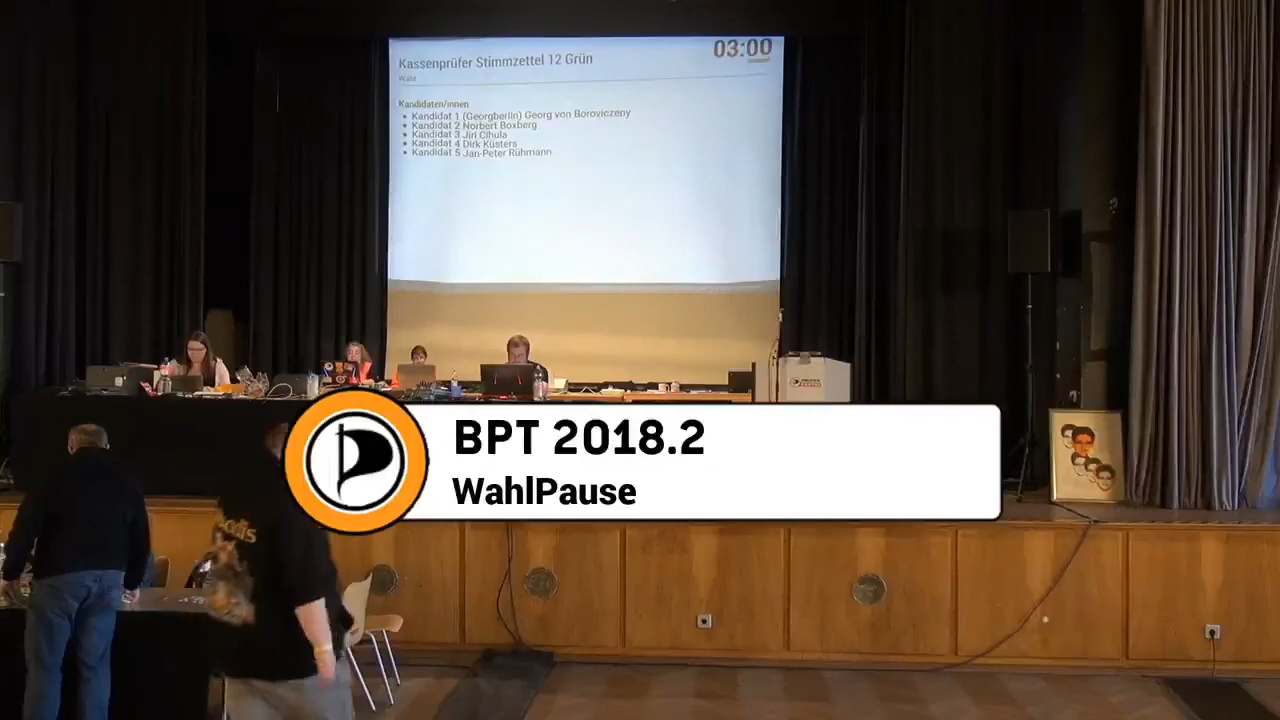 Kassenprüfer Stimmzettel 12 Grün
03:00
Wahl
Kandidaten/innen
• Kandidat 1 (Georgberlin) Georg von Boroviczeny
• Kandidat 2 Norbert Boxberg
• Kandidat 3 Jiri Cihula
• Kandidat 4 Dirk Küsters
• Kandidat 5 Jan-Peter Rühmann
BPT 2018.2
WahlPause